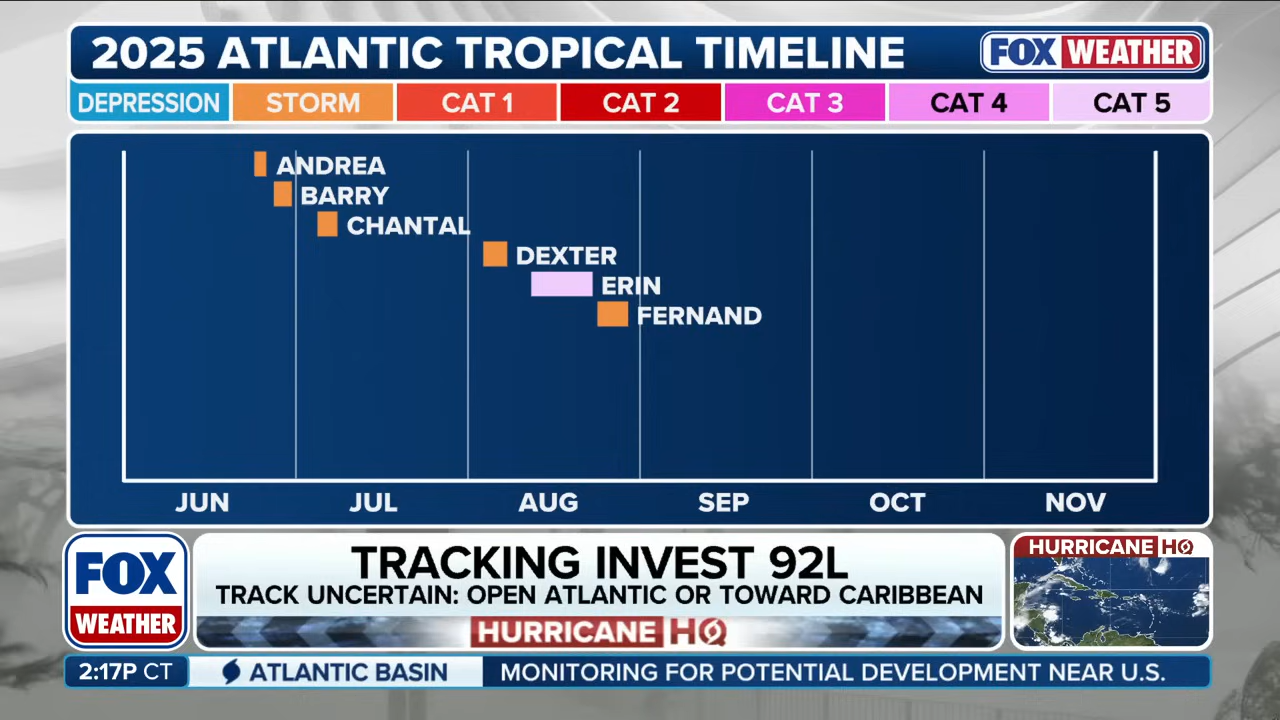 2025 ATLANTIC TROPICAL TIMELINE
FOX WEATHER
DEPRESSION STORM CAT 1 CAT 2 CAT 3 CAT 4 CAT 5
ANDREA
BARRY
CHANTAL
DEXTER
ERIN
FERNAND
JUN JUL AUG SEP OCT NOV
FOX
WEATHER
TRACKING INVEST 92L
TRACK UNCERTAIN: OPEN ATLANTIC OR TOWARD CARIBBEAN
HURRICANE HQ
HURRICANE HQ
2:17P CT ATLANTIC BASIN MONITORING FOR POTENTIAL DEVELOPMENT NEAR U.S.